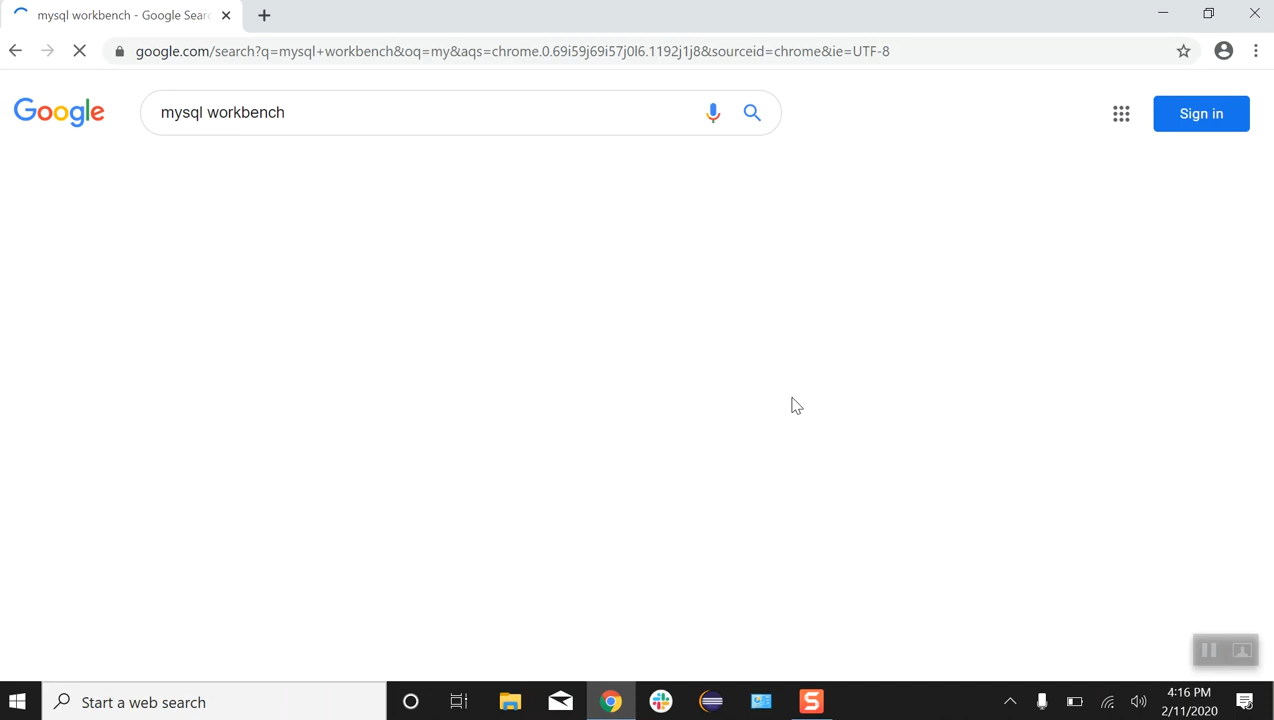 mysql workbench - Google Sear
google.com/search?q=mysql+workbench&oq=my&aqs=chrome.0.69i59j69i57j0l6.1192j1j8&sourceid=chrome&ie=UTF-8
Google
mysql workbench
Sign in
Start a web search
S
4:16 PM
2/11/2020